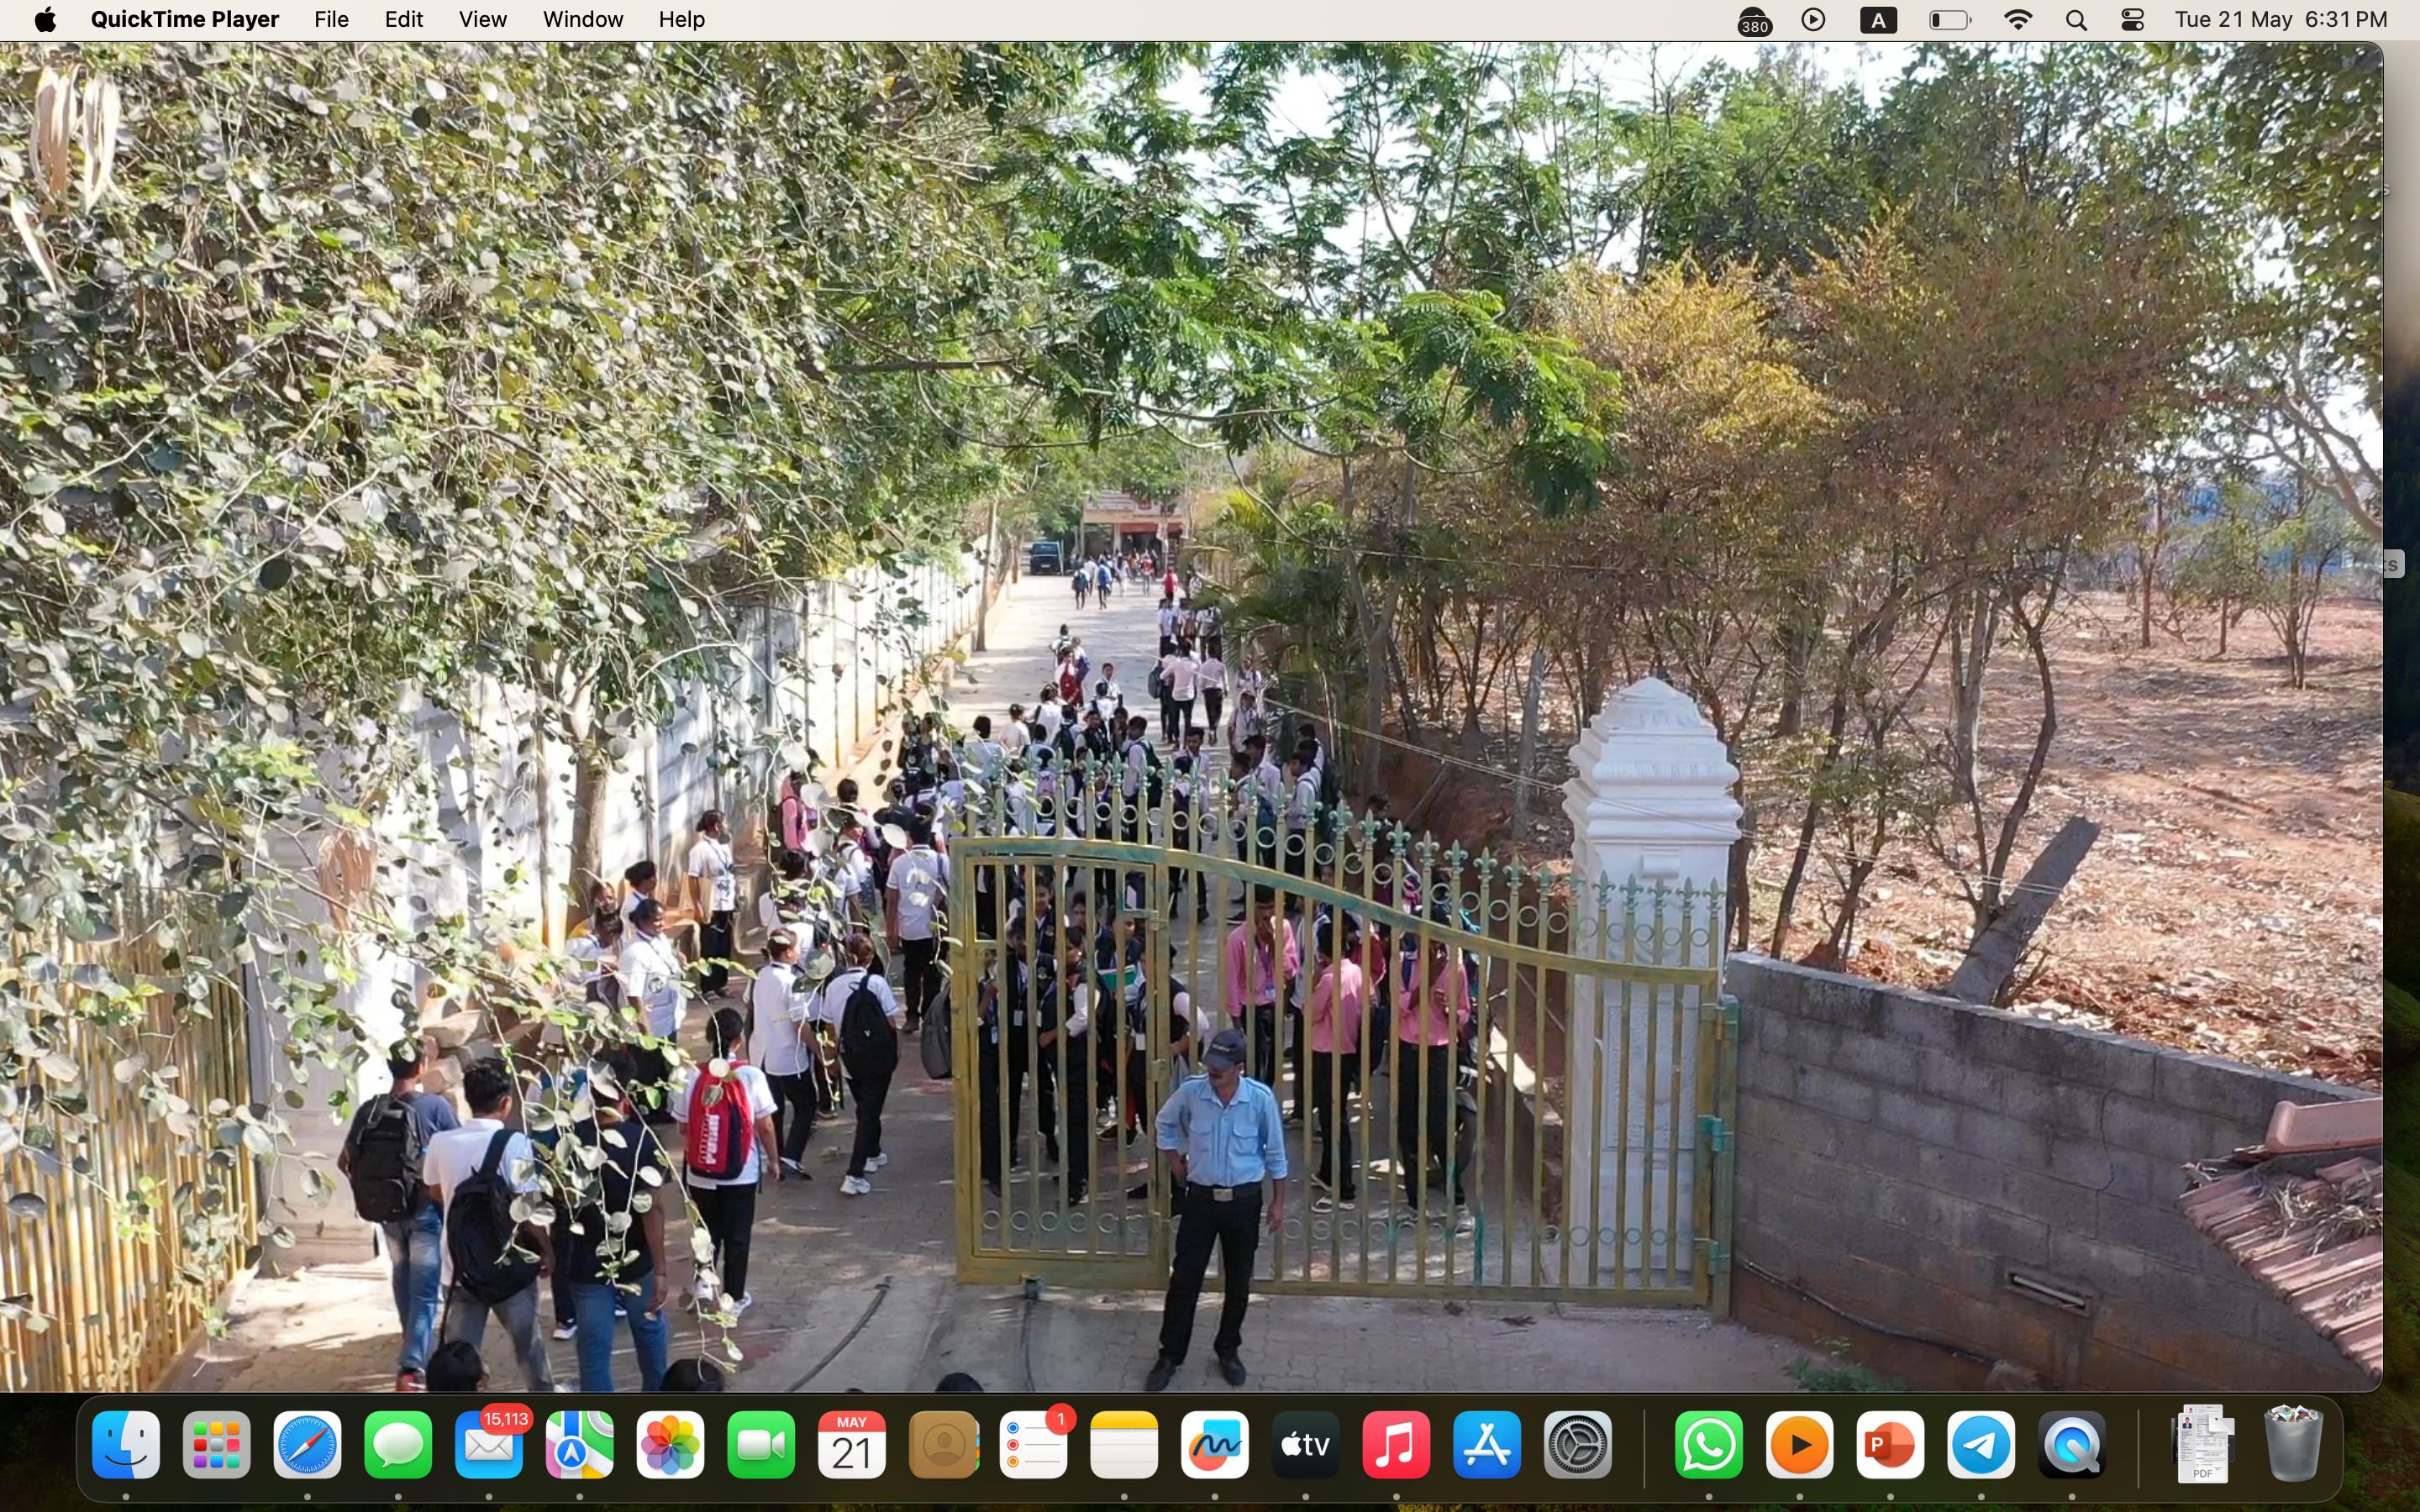 QuickTime Player File Edit View Window Help 380 A Tue 21 May 6:31 PM
s
ts
PUMA
15,113
MAY
21
1
tv
P
PDF